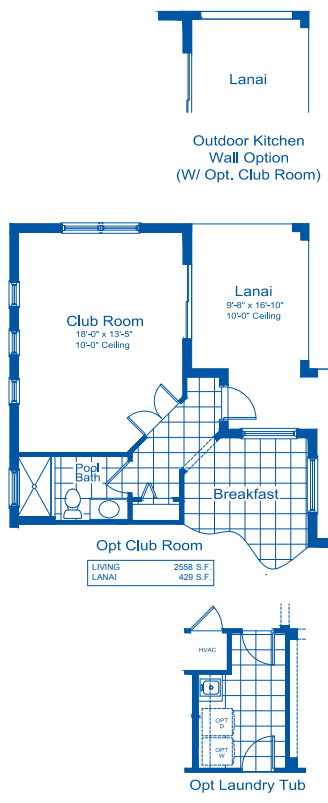 Lanai
Outdoor Kitchen
Wall Option
(W/ Opt. Club Room)
Club Room
18'-0" x 13'-5"
10'-0" Ceiling
Lanai
9'-8" x 16'-10"
10'-0" Ceiling
Pool
Bath
Breakfast
Opt Club Room
LIVING 2558 S.F.
LANAI 429 S.F.
HVAC
OPT
D
OPT
W
Opt Laundry Tub